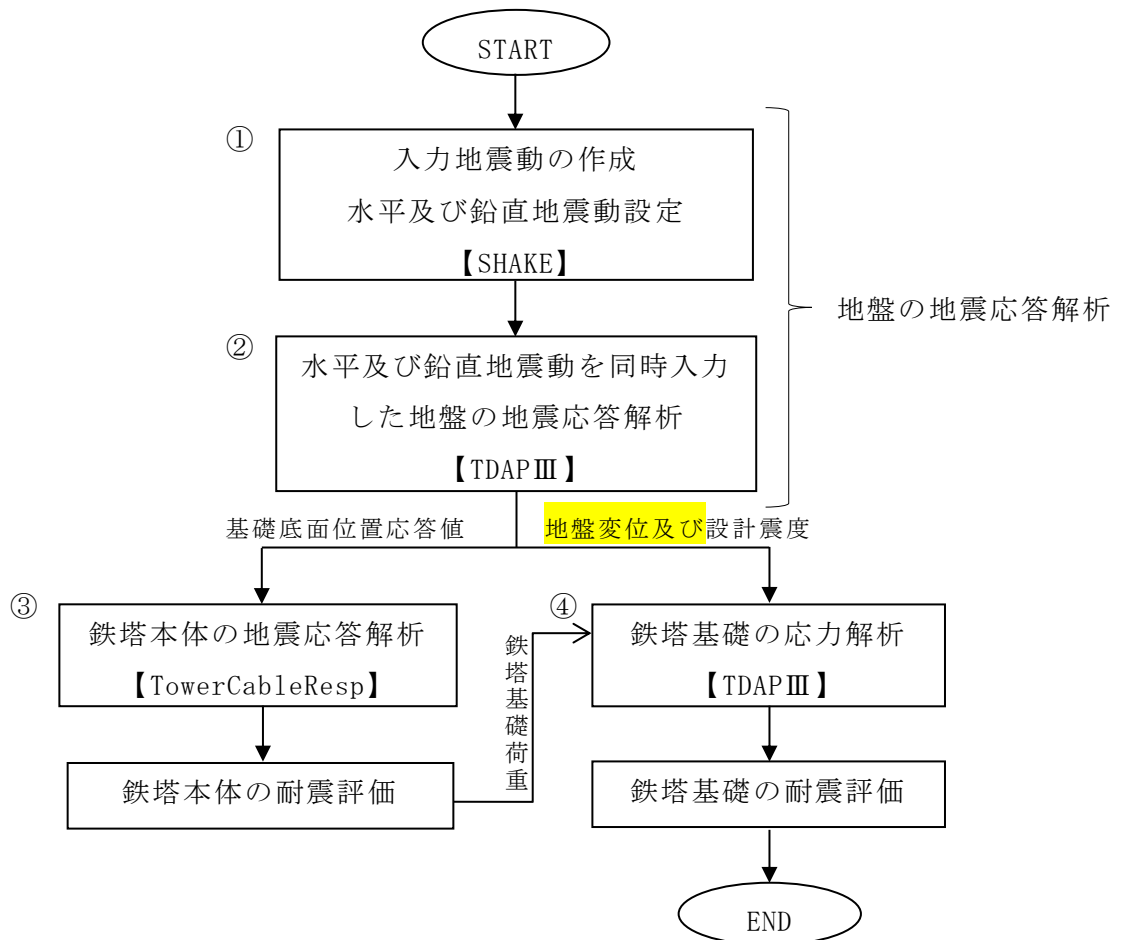 START
①
入力地震動の作成
水平及び鉛直地震動設定
【SHAKE】
②
水平及び鉛直地震動を同時入力
した地盤の地震応答解析
【TDAPⅢ】
地盤の地震応答解析
基礎底面位置応答値
地盤変位及び設計震度
③
鉄塔本体の地震応答解析
【TowerCableResp】
鉄塔本体の耐震評価
鉄塔基礎荷重
④
鉄塔基礎の応力解析
【TDAPⅢ】
鉄塔基礎の耐震評価
END